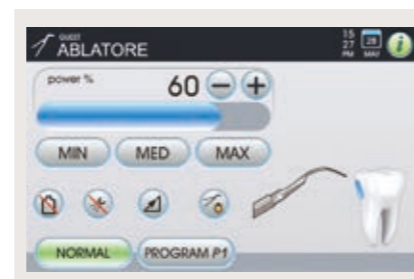 GUEST
ABLATORE
15
27
PM
28
MAY
i
power %
60 − +
MIN MED MAX
NORMAL PROGRAM P1